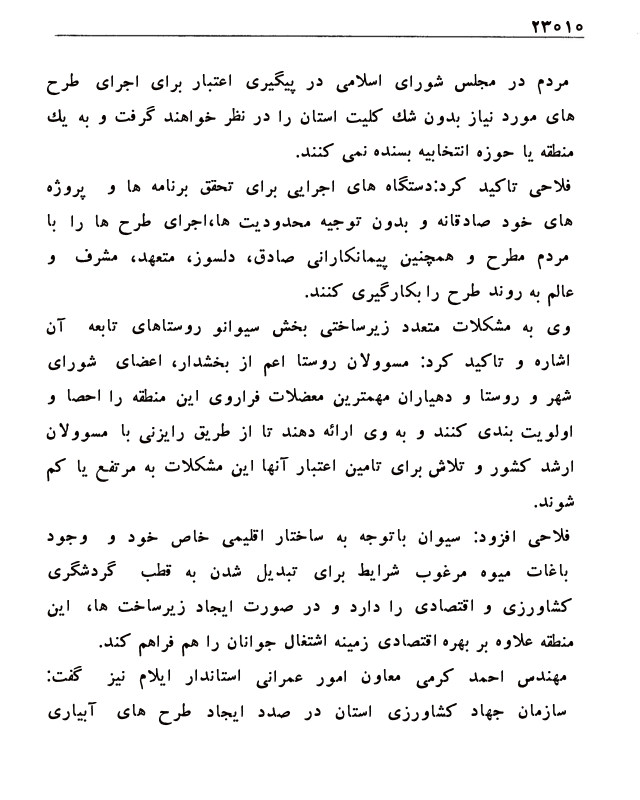 ۲۳۰۱۰
مردم در مجلس شورای اسلامی در پیگیری اعتبار برای اجرای طرح
های مورد نیاز بدون شك کلیت استان را در نظر خواهند گرفت و به یك
منطقه یا حوزه انتخابیه بسنده نمی کنند.
فلاحی تاکید کرد:دستگاه های اجرایی برای تحقق برنامه ها و پروژه
های خود صادقانه و بدون توجیه محدودیت ها،اجرای طرح ها را با
مردم مطرح و همچنین پیمانکارانی صادق، دلسوز، متعهد، مشرف و
عالم به روند طرح را بکارگیری کنند.
وی به مشکلات متعدد زیرساختی بخش سیوانو روستاهای تابعه آن
اشاره و تاکید کرد: مسوولان روستا اعم از بخشدار، اعضای شورای
شهر و روستا و دهیاران مهمترین معضلات فراروی این منطقه را احصا و
اولویت بندی کنند و به وی ارائه دهند تا از طریق رایزنی با مسوولان
ارشد کشور و تلاش برای تامین اعتبار آنها این مشکلات به مرتفع یا کم
شوند.
فلاحی افزود: سیوان باتوجه به ساختار اقلیمی خاص خود و وجود
باغات میوه مرغوب شرایط برای تبدیل شدن به قطب گردشگری
کشاورزی و اقتصادی را دارد و در صورت ایجاد زیرساخت ها، این
منطقه علاوه بر بهره اقتصادی زمینه اشتغال جوانان را هم فراهم کند.
مهندس احمد کرمی معاون امور عمرانی استاندار ایلام نیز گفت:
سازمان جهاد کشاورزی استان در صدد ایجاد طرح های آبیاری